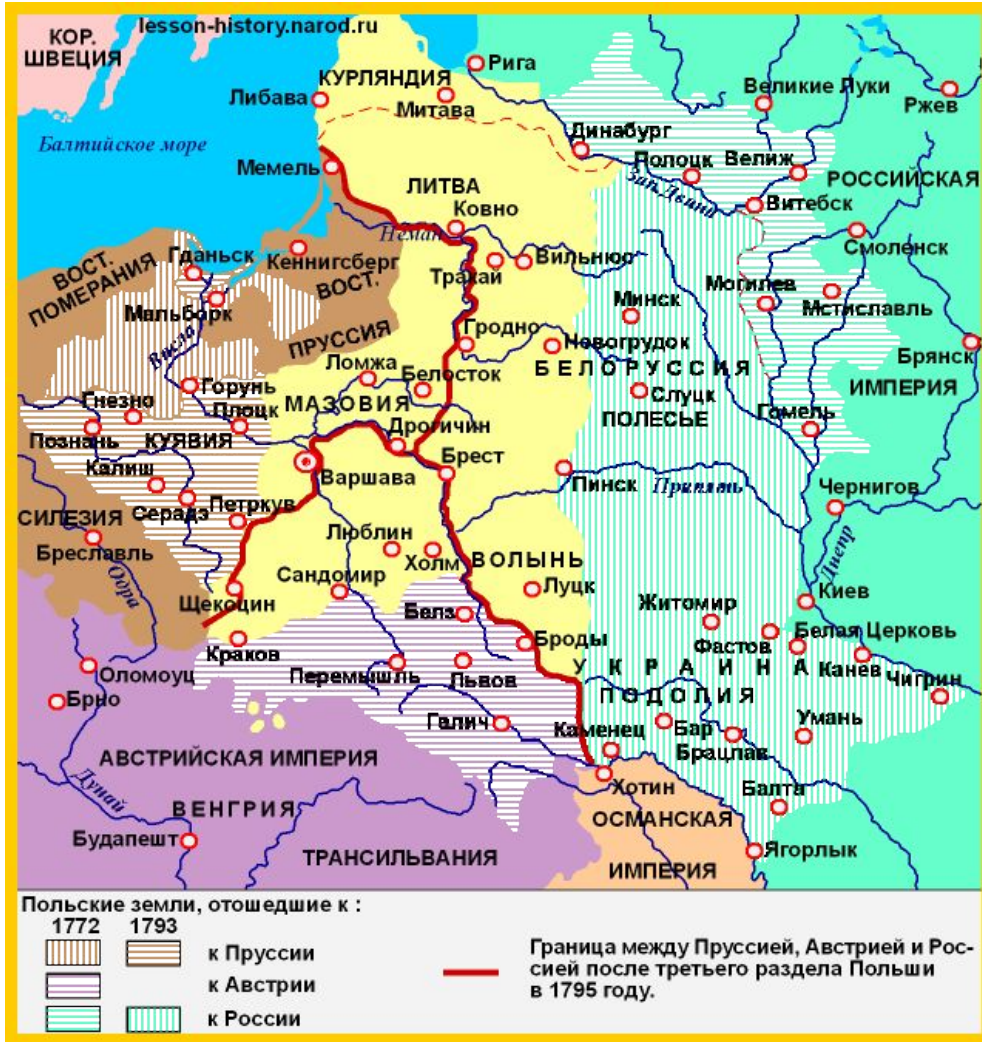 lesson-history.narod.ru
КОР.
ШВЕЦИЯ
Рига
КУРЛЯНДИЯ
Либава
Митава
Великие Луки
Ржев
Балтийское море
Динабург
Полоцк
Велиж
Мемель
Зап. Двина
РОССИЙСКАЯ
ЛИТВА
Витебск
Ковно
Неман
Смоленск
ВОСТ.
ПОМЕРАНИЯ
Гданьск
Кеннигсберг
ВОСТ.
Тракай
Вильнюс
Мальборк
Минск
Могилев
Мстиславль
Висла
ПРУССИЯ
Гродно
Новогрудок
Брянск
Ломжа
Белосток
БЕЛОРУССИЯ
ИМПЕРИЯ
Горунь
Гнезно
Плоцк
МАЗОВИЯ
Слуцк
ПОЛЕСЬЕ
Гомель
Познань
КУЯВИЯ
Дрогичин
Калиш
Варшава
Брест
Пинск
Припять
Чернигов
СИЛЕЗИЯ
Серадз
Петркув
Бреславль
Люблин
Холм
ВОЛЫНЬ
Днепр
Одра
Щекоцин
Сандомир
Луцк
Киев
Белз
Житомир
Краков
Броды
Фастов
Белая Церковь
Оломоуц
Перемышль
Львов
УКРАИНА
Канев
Чигрин
Брно
ПОДОЛИЯ
Галич
Каменец
Бар
Брацлав
Умань
АВСТРИЙСКАЯ ИМПЕРИЯ
Дунай
Хотин
Балта
ВЕНГРИЯ
ОСМАНСКАЯ
Будапешт
ТРАНСИЛЬВАНИЯ
ИМПЕРИЯ
Ягорлык
Польские земли, отошедшие к :
1772 1793
к Пруссии
к Австрии
к России
Граница между Пруссией, Австрией и Рос-
сией после третьего раздела Польши
в 1795 году.